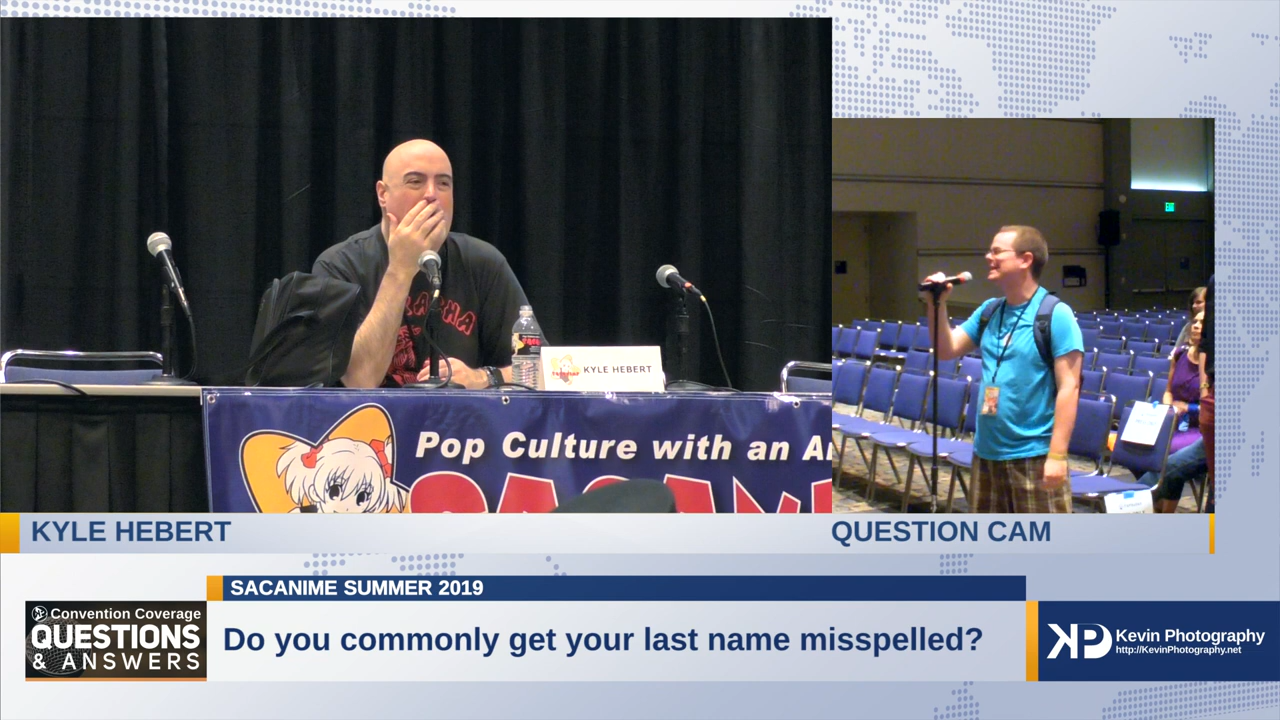 KYLE HEBERT
Pop Culture with an
KYLE HEBERT
QUESTION CAM
SACANIME SUMMER 2019
Convention Coverage
QUESTIONS
& ANSWERS
Do you commonly get your last name misspelled?
KP
Kevin Photography
http://KevinPhotography.net